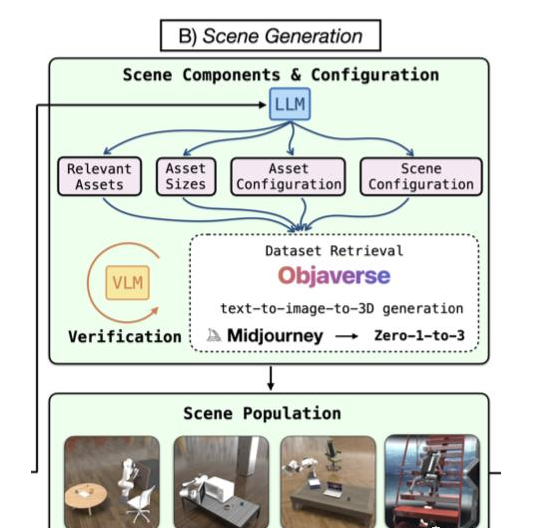 B) Scene Generation
Scene Components & Configuration
LLM
Relevant
Assets
Asset
Sizes
Asset
Configuration
Scene
Configuration
Dataset Retrieval
Objaverse
text-to-image-to-3D generation
Midjourney → Zero-1-to-3
VLM
Verification
Scene Population